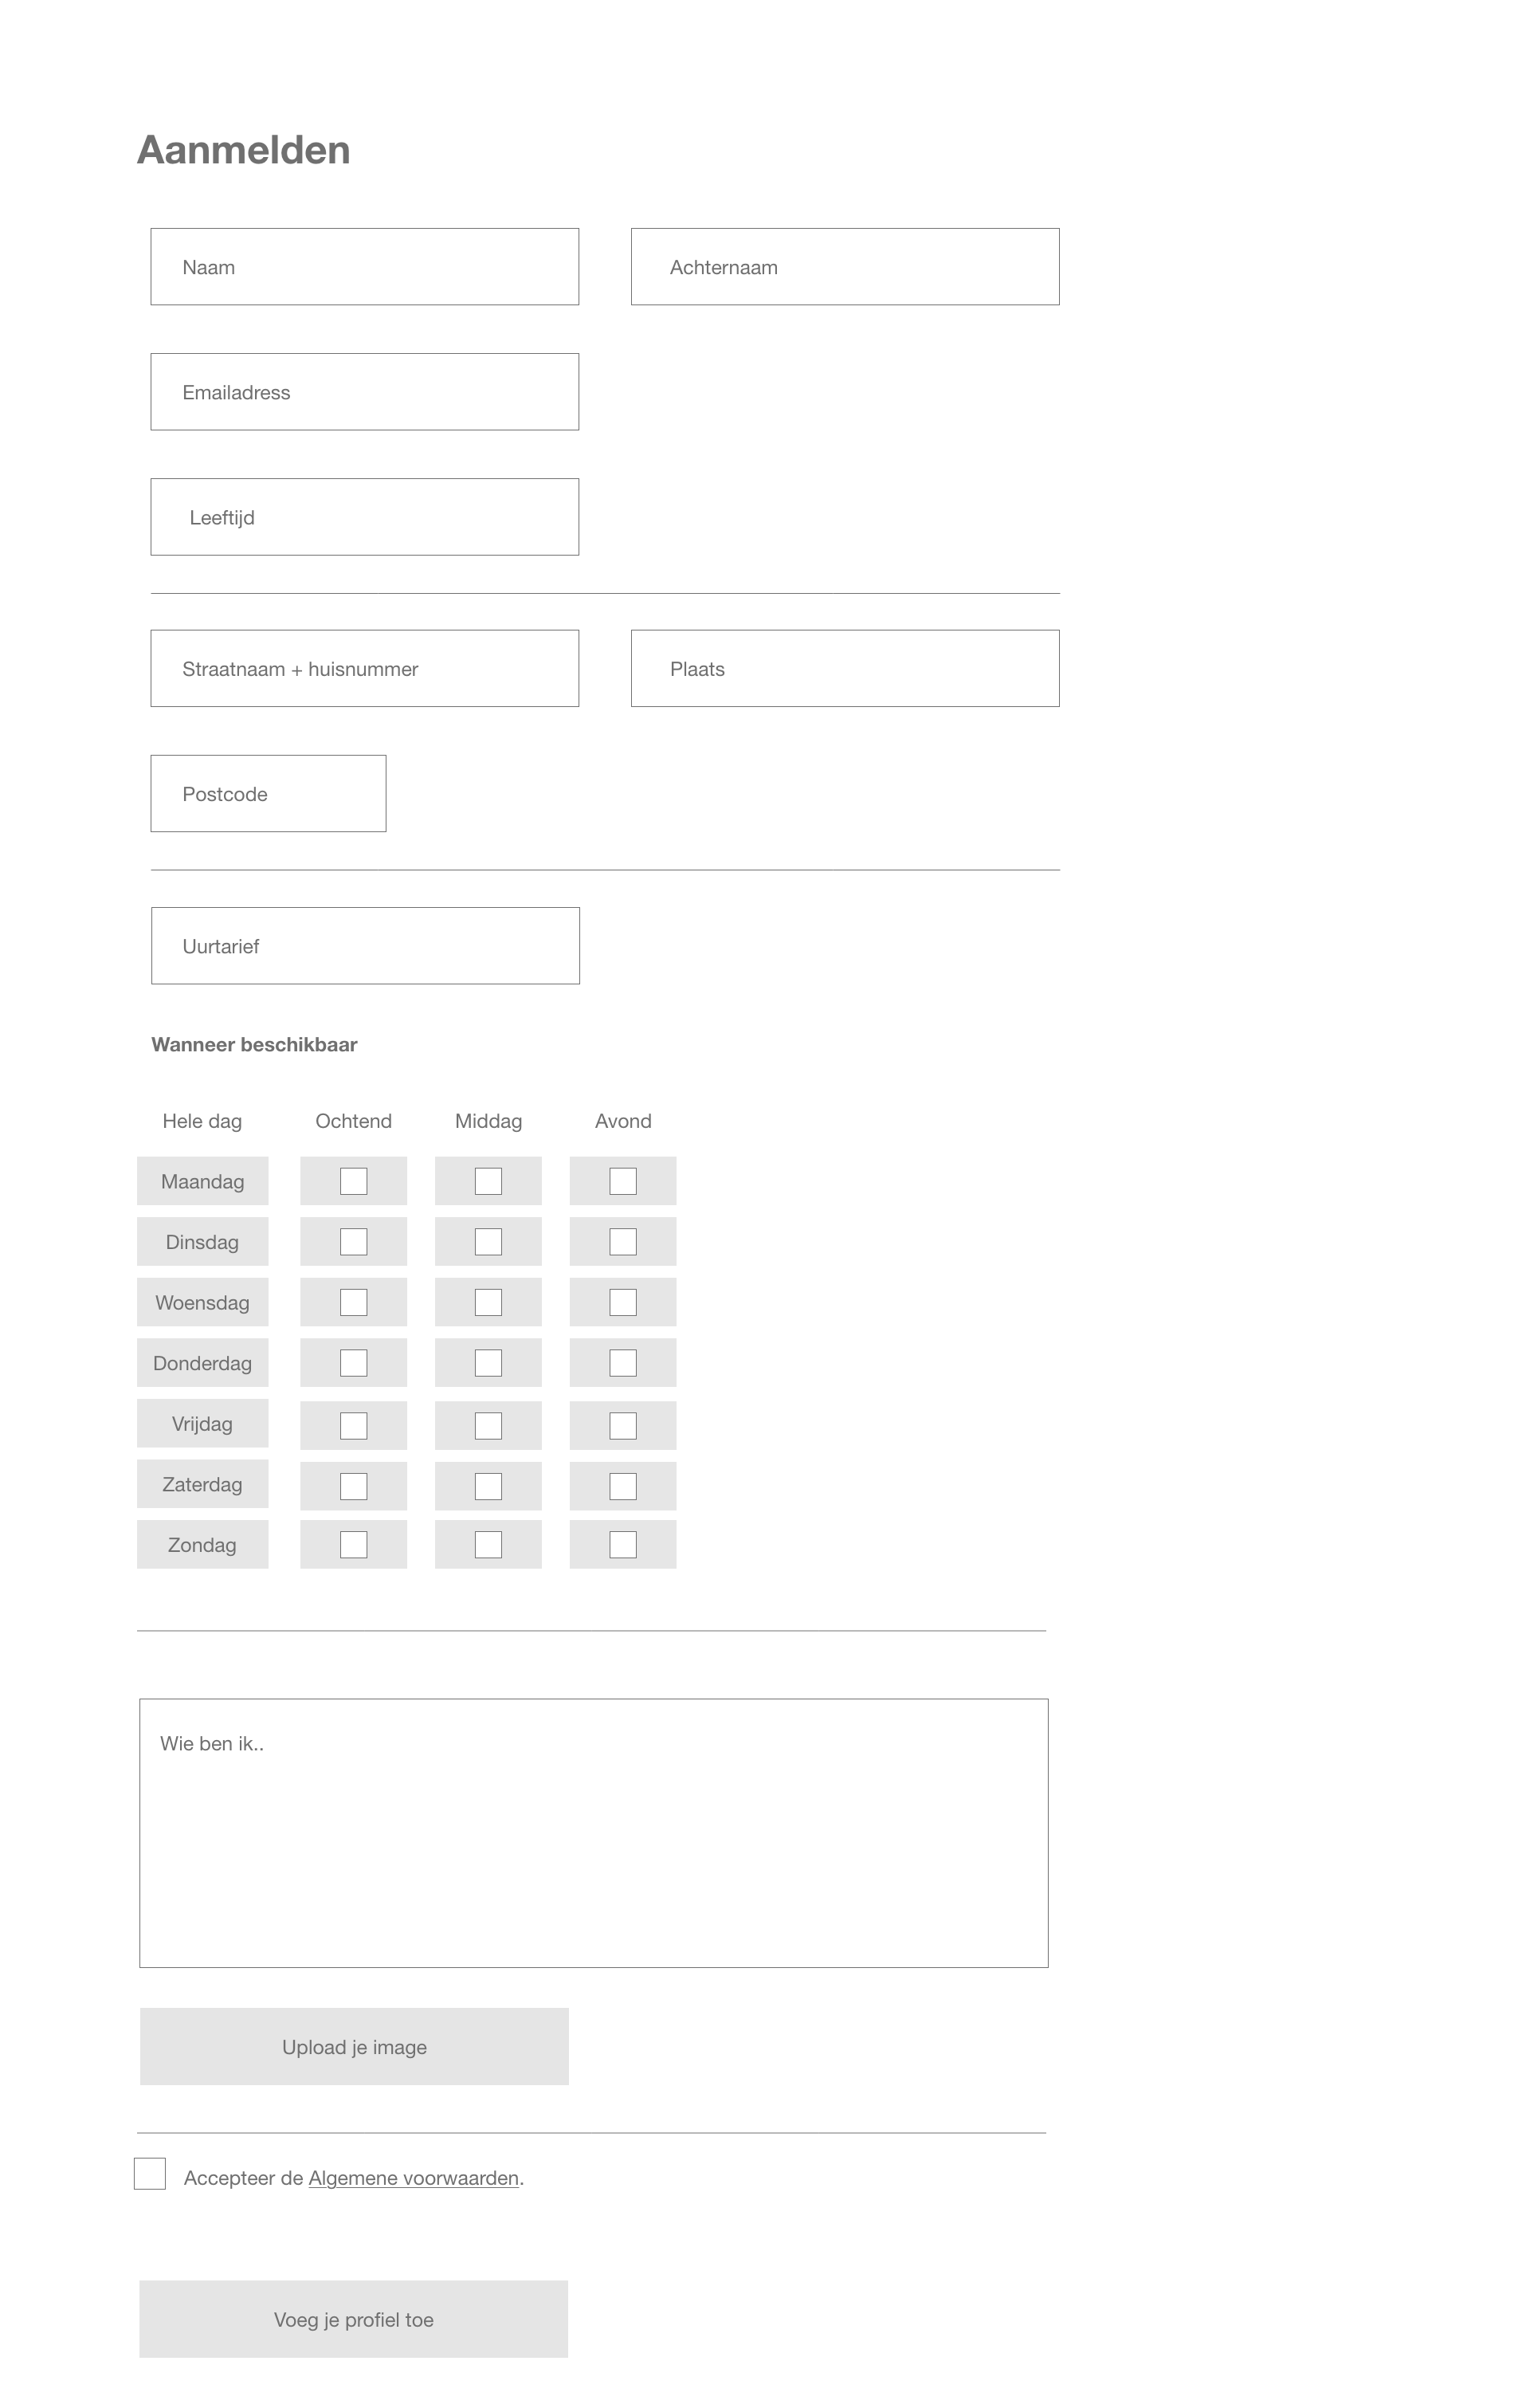 Aanmelden
Naam
Achternaam
Emailadress
Leeftijd
Straatnaam + huisnummer
Plaats
Postcode
Uurtarief
Wanneer beschikbaar
Hele dag Ochtend Middag Avond
Maandag
Dinsdag
Woensdag
Donderdag
Vrijdag
Zaterdag
Zondag
Wie ben ik..
Upload je image
Accepteer de Algemene voorwaarden.
Voeg je profiel toe